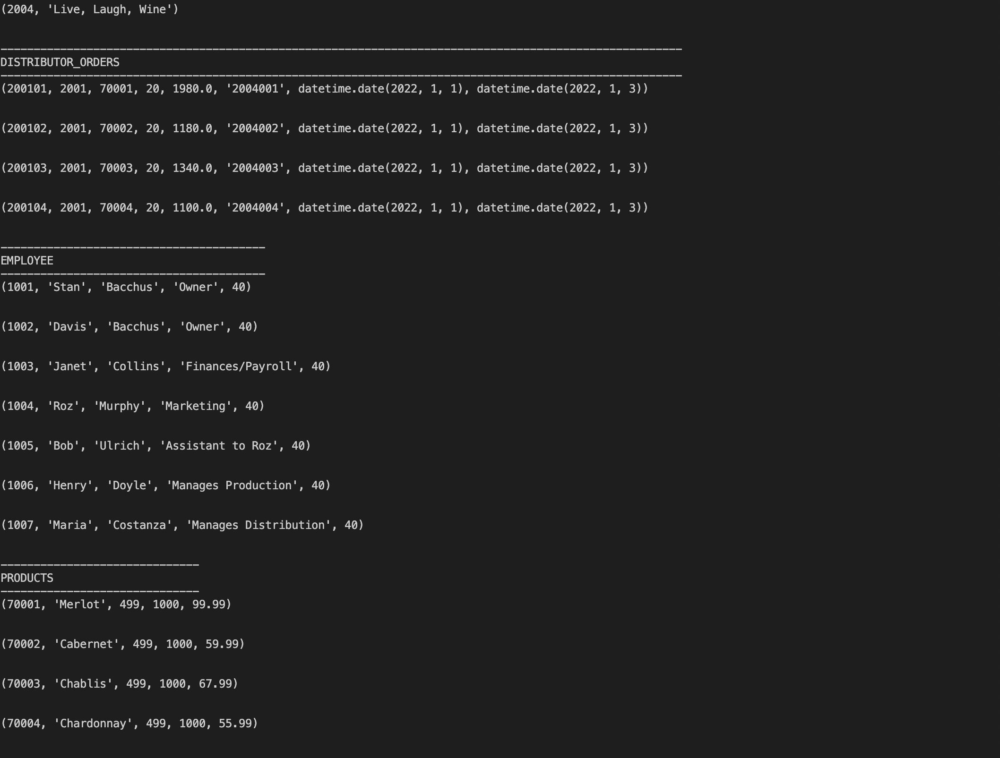 (2004, 'Live, Laugh, Wine')
-------------------------------------------------------------------------------------------------------
DISTRIBUTOR_ORDERS
-------------------------------------------------------------------------------------------------------
(200101, 2001, 70001, 20, 1980.0, '2004001', datetime.date(2022, 1, 1), datetime.date(2022, 1, 3))
(200102, 2001, 70002, 20, 1180.0, '2004002', datetime.date(2022, 1, 1), datetime.date(2022, 1, 3))
(200103, 2001, 70003, 20, 1340.0, '2004003', datetime.date(2022, 1, 1), datetime.date(2022, 1, 3))
(200104, 2001, 70004, 20, 1100.0, '2004004', datetime.date(2022, 1, 1), datetime.date(2022, 1, 3))
----------------------------------------
EMPLOYEE
----------------------------------------
(1001, 'Stan', 'Bacchus', 'Owner', 40)
(1002, 'Davis', 'Bacchus', 'Owner', 40)
(1003, 'Janet', 'Collins', 'Finances/Payroll', 40)
(1004, 'Roz', 'Murphy', 'Marketing', 40)
(1005, 'Bob', 'Ulrich', 'Assistant to Roz', 40)
(1006, 'Henry', 'Doyle', 'Manages Production', 40)
(1007, 'Maria', 'Costanza', 'Manages Distribution', 40)
------------------------------
PRODUCTS
------------------------------
(70001, 'Merlot', 499, 1000, 99.99)
(70002, 'Cabernet', 499, 1000, 59.99)
(70003, 'Chablis', 499, 1000, 67.99)
(70004, 'Chardonnay', 499, 1000, 55.99)